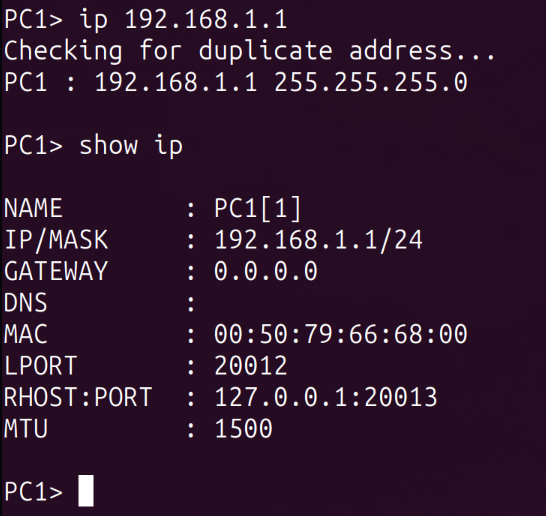 PC1> ip 192.168.1.1
Checking for duplicate address...
PC1 : 192.168.1.1 255.255.255.0

PC1> show ip

NAME        : PC1[1]
IP/MASK     : 192.168.1.1/24
GATEWAY     : 0.0.0.0
DNS         :
MAC         : 00:50:79:66:68:00
LPORT       : 20012
RHOST:PORT  : 127.0.0.1:20013
MTU         : 1500

PC1>